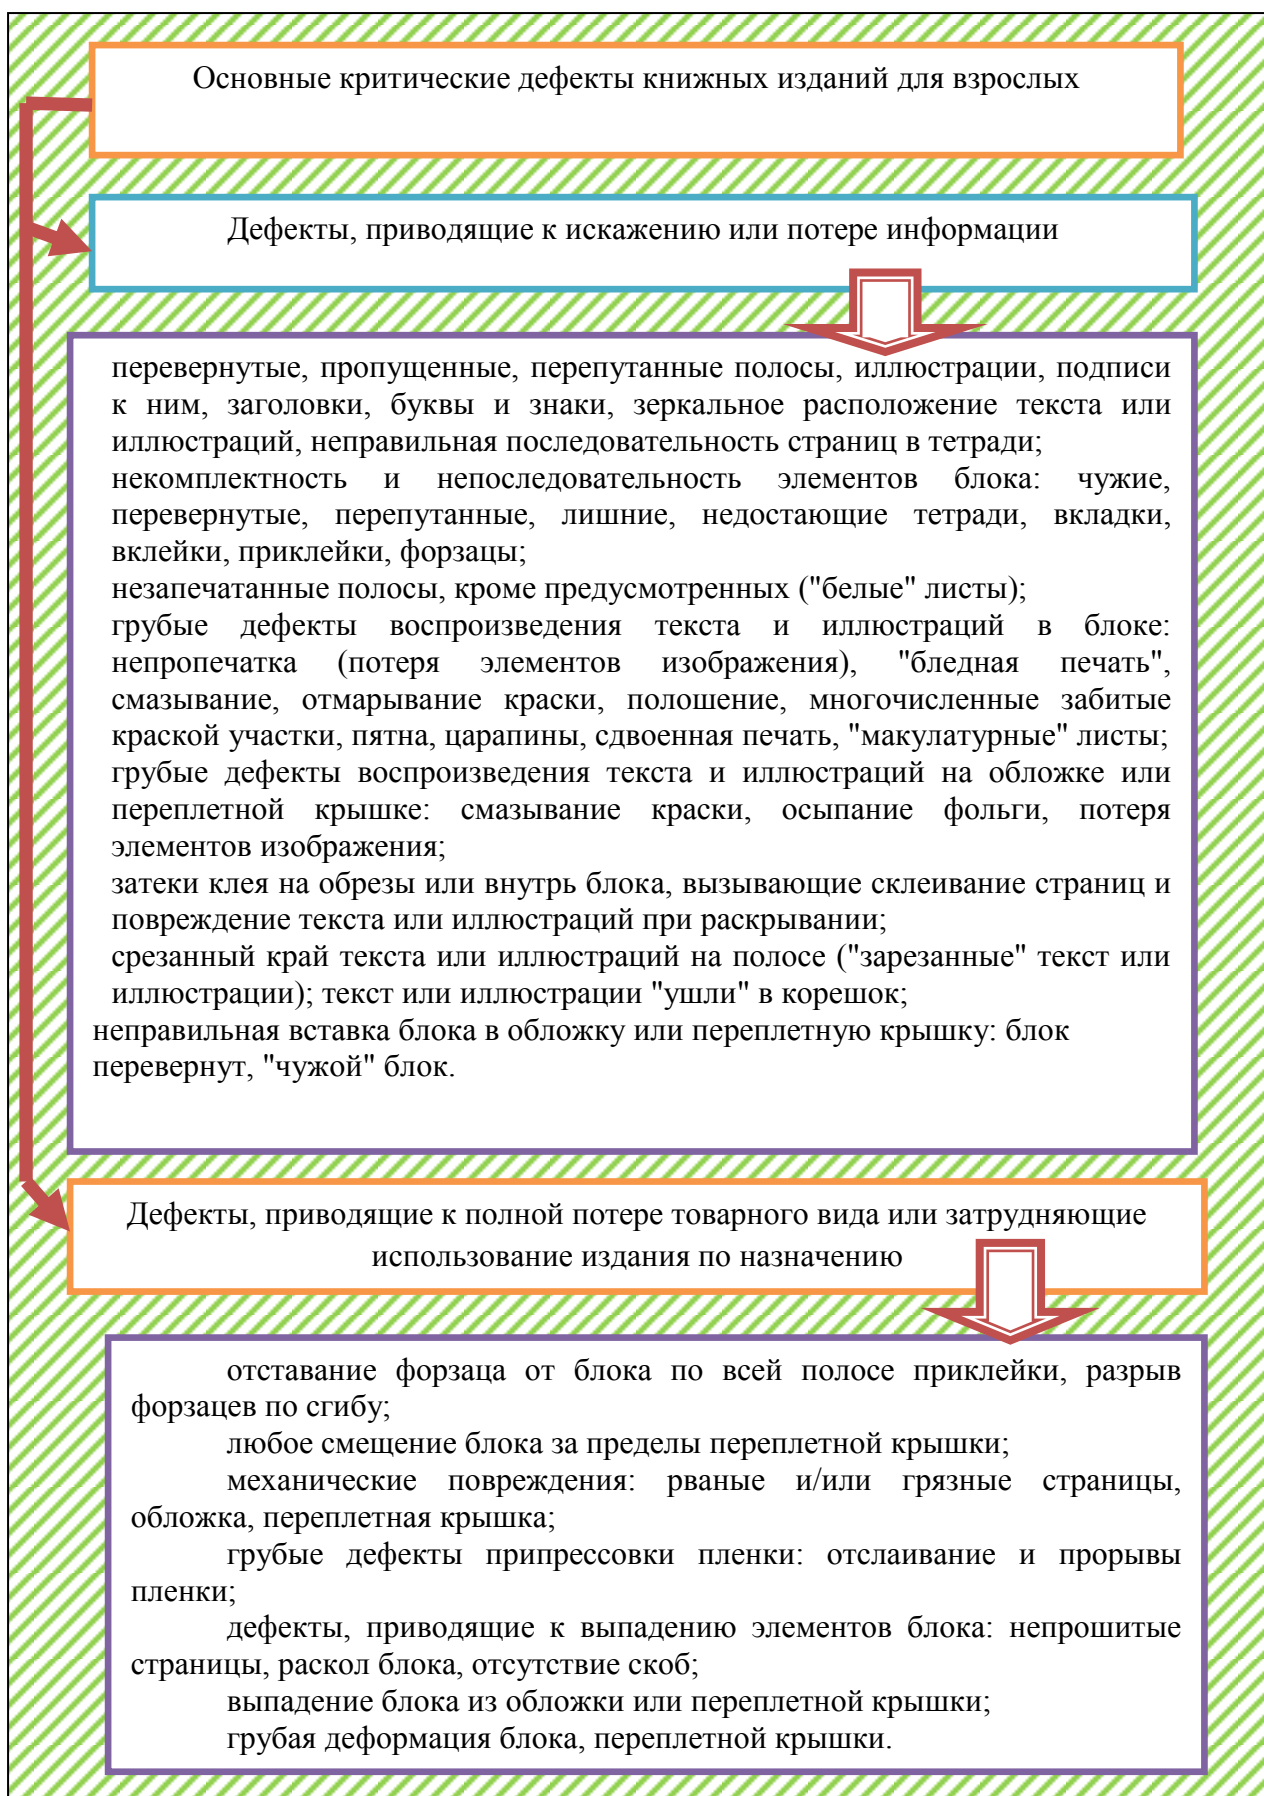 Основные критические дефекты книжных изданий для взрослых
Дефекты, приводящие к искажению или потере информации
перевернутые, пропущенные, перепутанные полосы, иллюстрации, подписи
к ним, заголовки, буквы и знаки, зеркальное расположение текста или
иллюстраций, неправильная последовательность страниц в тетради;
некомплектность и непоследовательность элементов блока: чужие,
перевернутые, перепутанные, лишние, недостающие тетради, вкладки,
вклейки, приклейки, форзацы;
незапечатанные полосы, кроме предусмотренных ("белые" листы);
грубые дефекты воспроизведения текста и иллюстраций в блоке:
непропечатка (потеря элементов изображения), "бледная печать",
смазывание, отмарывание краски, полошение, многочисленные забитые
краской участки, пятна, царапины, сдвоенная печать, "макулатурные" листы;
грубые дефекты воспроизведения текста и иллюстраций на обложке или
переплетной крышке: смазывание краски, осыпание фольги, потеря
элементов изображения;
затеки клея на обрезы или внутрь блока, вызывающие склеивание страниц и
повреждение текста или иллюстраций при раскрывании;
срезанный край текста или иллюстраций на полосе ("зарезанные" текст или
иллюстрации); текст или иллюстрации "ушли" в корешок;
неправильная вставка блока в обложку или переплетную крышку: блок
перевернут, "чужой" блок.
Дефекты, приводящие к полной потере товарного вида или затрудняющие
использование издания по назначению
отставание форзаца от блока по всей полосе приклейки, разрыв
форзацев по сгибу;
любое смещение блока за пределы переплетной крышки;
механические повреждения: рваные и/или грязные страницы,
обложка, переплетная крышка;
грубые дефекты припрессовки пленки: отслаивание и прорывы
пленки;
дефекты, приводящие к выпадению элементов блока: непрошитые
страницы, раскол блока, отсутствие скоб;
выпадение блока из обложки или переплетной крышки;
грубая деформация блока, переплетной крышки.